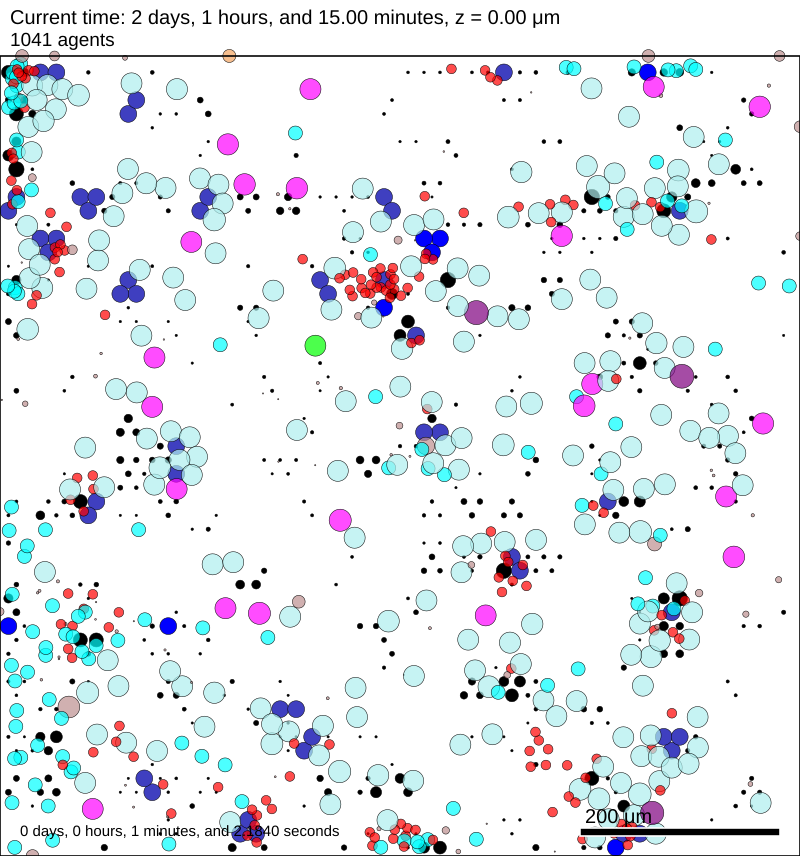 Current time: 2 days, 1 hours, and 15.00 minutes, z = 0.00 μm
1041 agents
200 μm
0 days, 0 hours, 1 minutes, and 2.1840 seconds